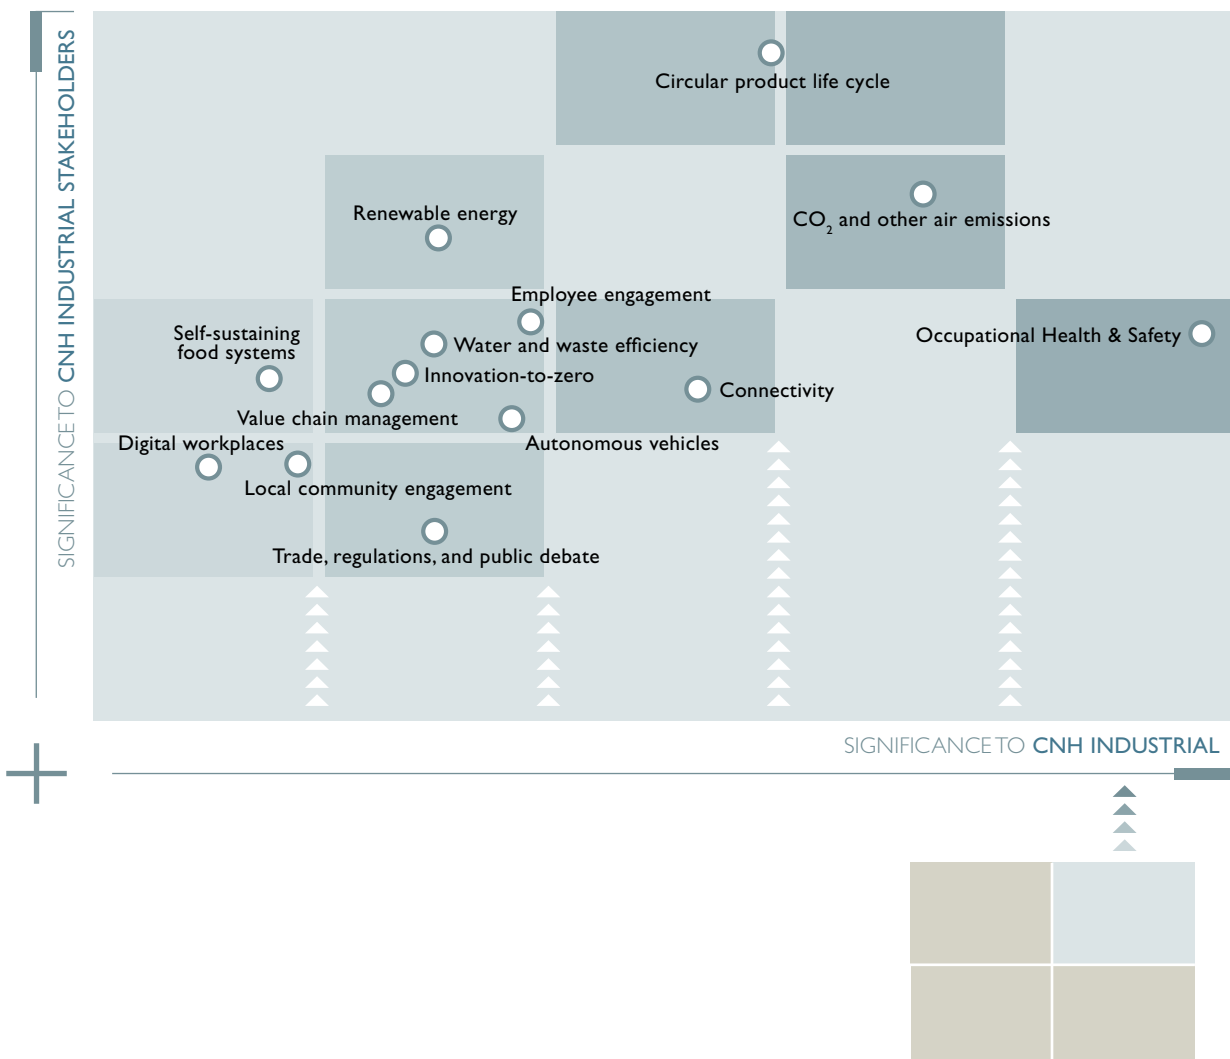 SIGNIFICANCE TO CNH INDUSTRIAL STAKEHOLDERS
Circular product life cycle
Renewable energy
CO2 and other air emissions
Employee engagement
Self-sustaining
food systems
Water and waste efficiency
Occupational Health & Safety
Innovation-to-zero
Connectivity
Value chain management
Digital workplaces
Autonomous vehicles
Local community engagement
Trade, regulations, and public debate
SIGNIFICANCE TO CNH INDUSTRIAL